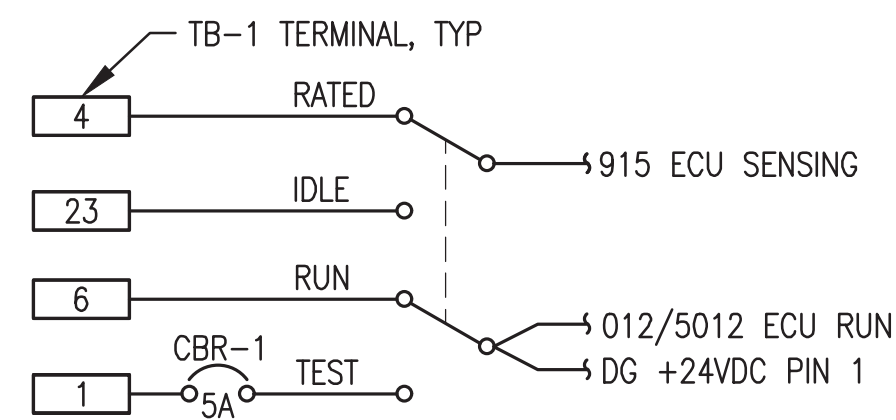 TB-1 TERMINAL, TYP
4 RATED
915 ECU SENSING
23 IDLE
6 RUN
012/5012 ECU RUN
CBR-1
DG +24VDC PIN 1
1 5A TEST